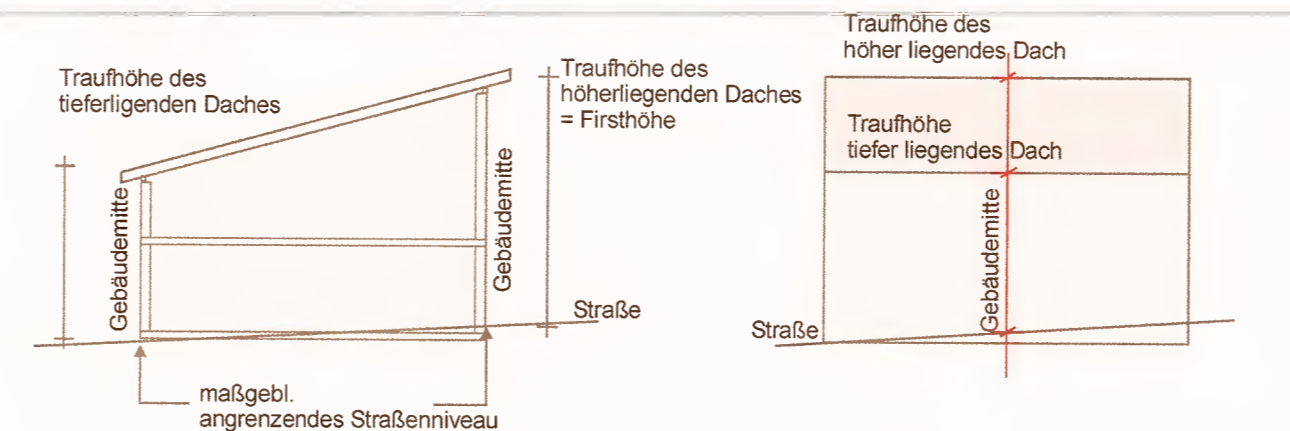 Traufhöhe des
tieferligenden Daches
Traufhöhe des
höherliegenden Daches
= Firsthöhe
Gebäudemitte
Gebäudemitte
Straße
maßgebl.
angrenzendes Straßenniveau
Traufhöhe des
höher liegendes Dach
Traufhöhe
tiefer liegendes Dach
Gebäudemitte
Straße